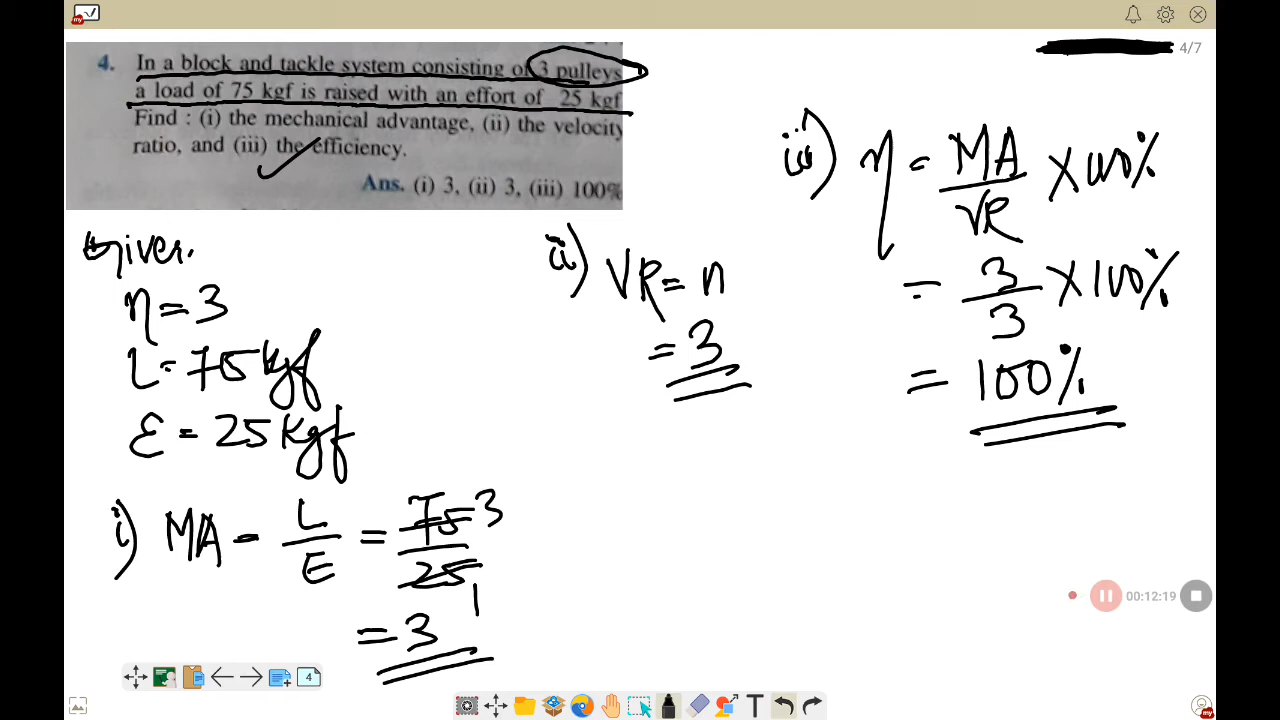 4/7
4. In a block and tackle system consisting of 3 pulleys
a load of 75 kgf is raised with an effort of 25 kgf
Find : (i) the mechanical advantage, (ii) the velocity
ratio, and (iii) the efficiency.
Ans. (i) 3, (ii) 3, (iii) 100%
Given.
n = 3
L = 75 kgf
E = 25 kgf
i) MA = L/E = 75/25 3 1
= 3
ii) VR = n
= 3
iii) η = MA/VR × 100%
= 3/3 × 100%
= 100%
00:12:19
4
T
my
my